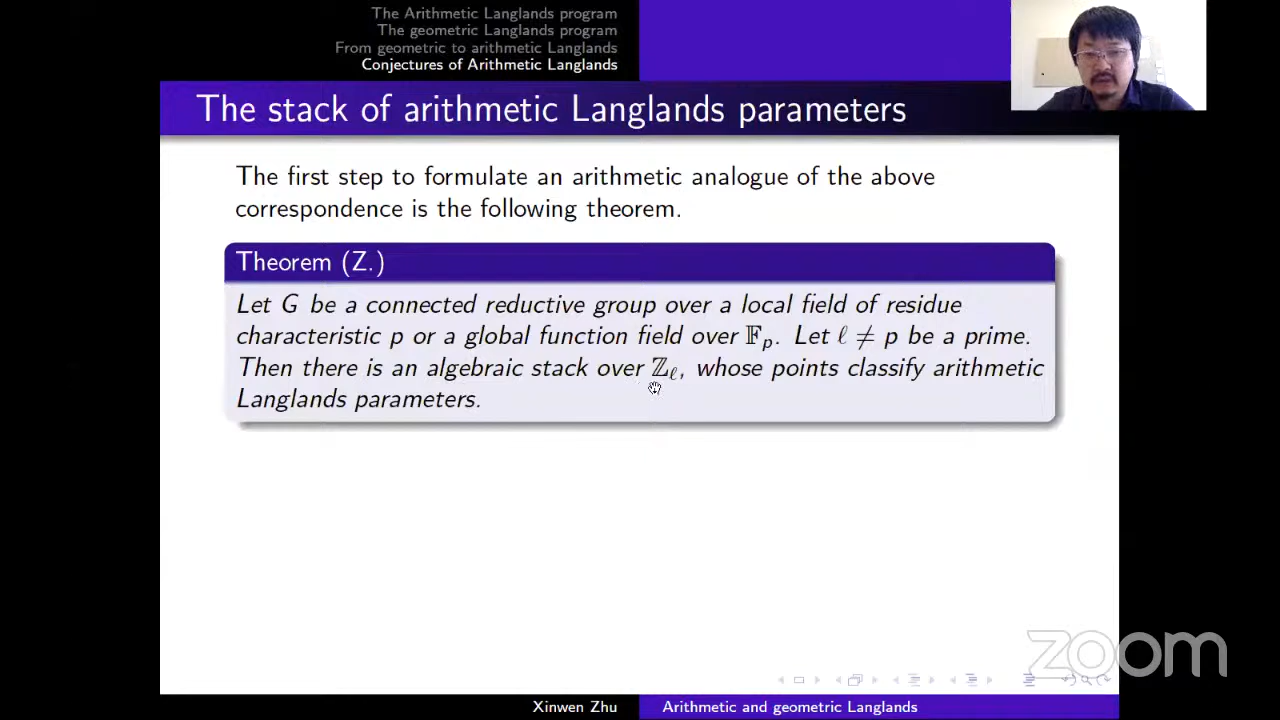 The Arithmetic Langlands program
The geometric Langlands program
From geometric to arithmetic Langlands
Conjectures of Arithmetic Langlands
The stack of arithmetic Langlands parameters
The first step to formulate an arithmetic analogue of the above
correspondence is the following theorem.
Theorem (Z.)
Let G be a connected reductive group over a local field of residue
characteristic p or a global function field over 𝔽ₚ. Let ℓ ≠ p be a prime.
Then there is an algebraic stack over ℤ_ℓ, whose points classify arithmetic
Langlands parameters.
zoom
Xinwen Zhu
Arithmetic and geometric Langlands